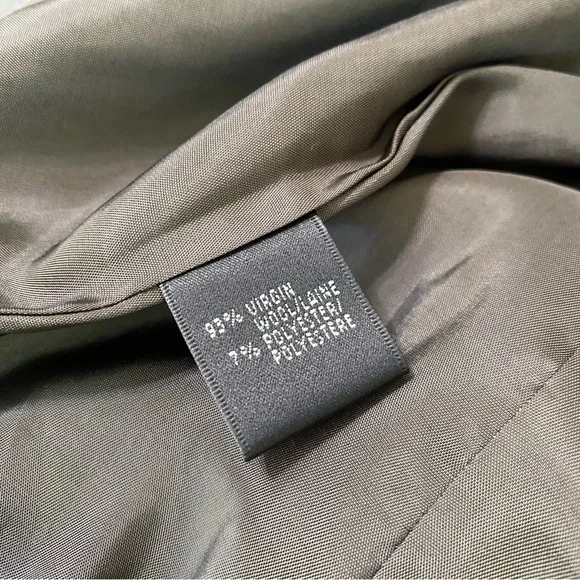 93% VIRGIN
WOOL/LAINE
7% POLYESTER/
POLYESTERE